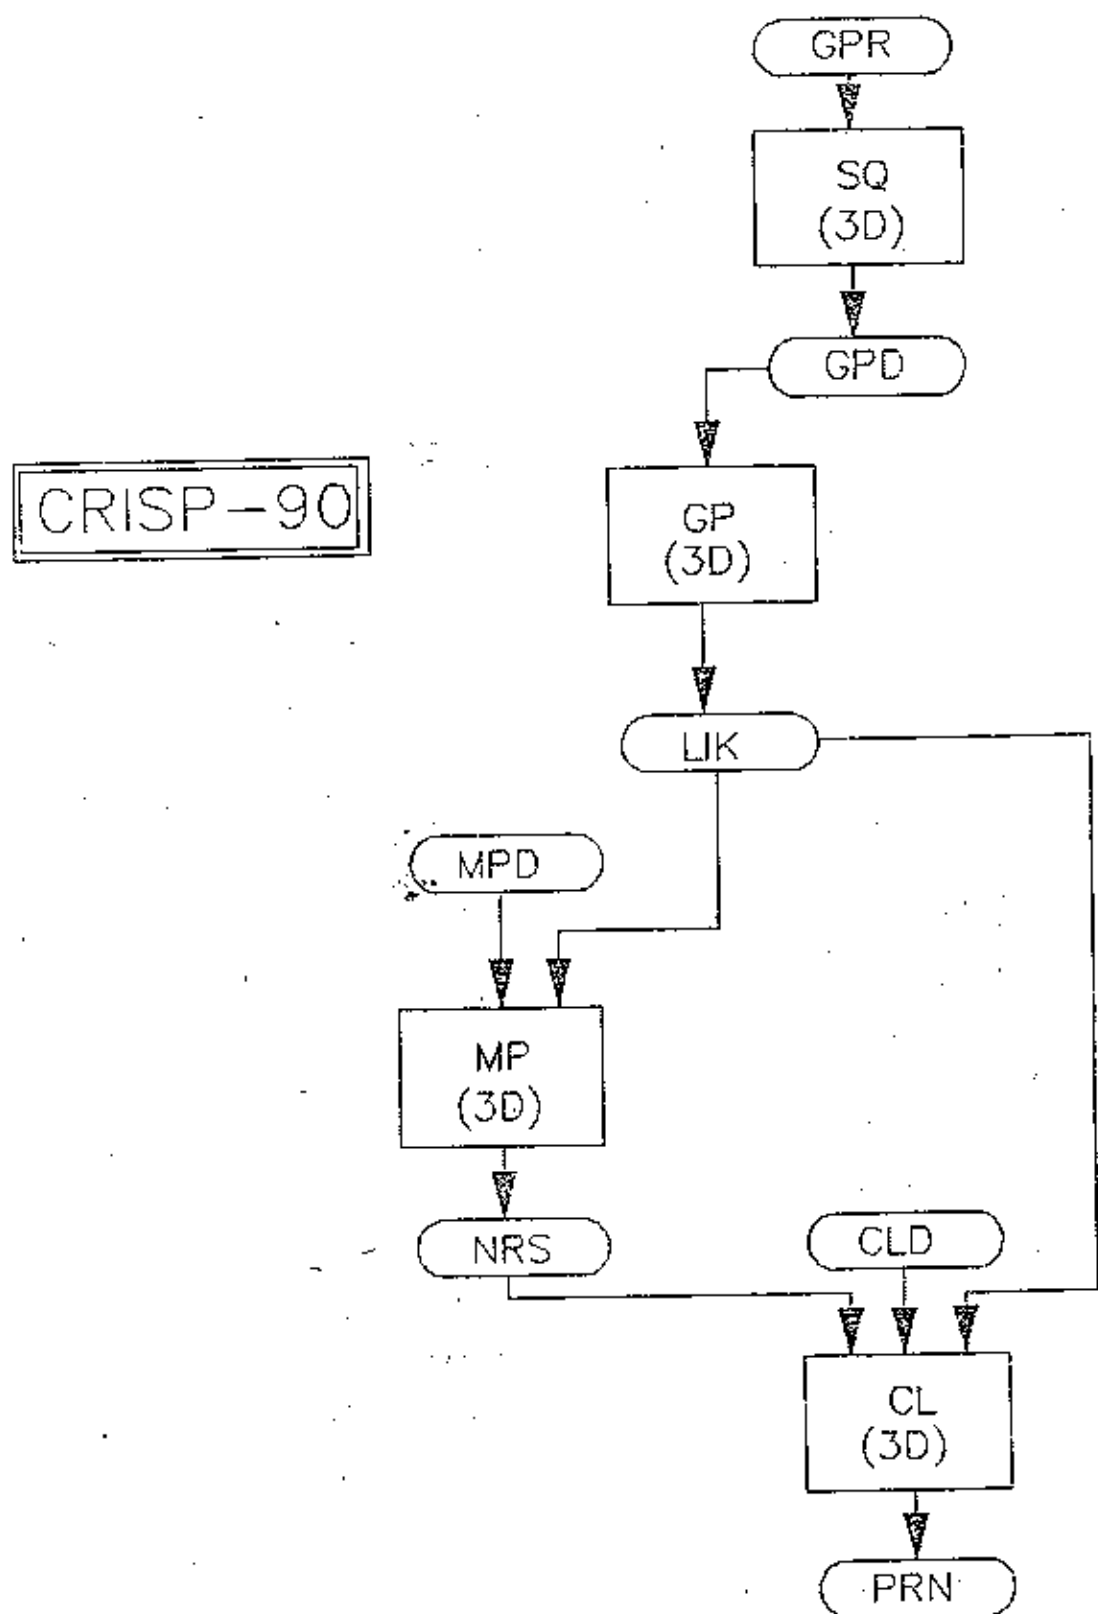 GPR
SQ
(3D)
GPD
CRISP-90
GP
(3D)
LIK
MPD
MP
(3D)
NRS
CLD
CL
(3D)
PRN